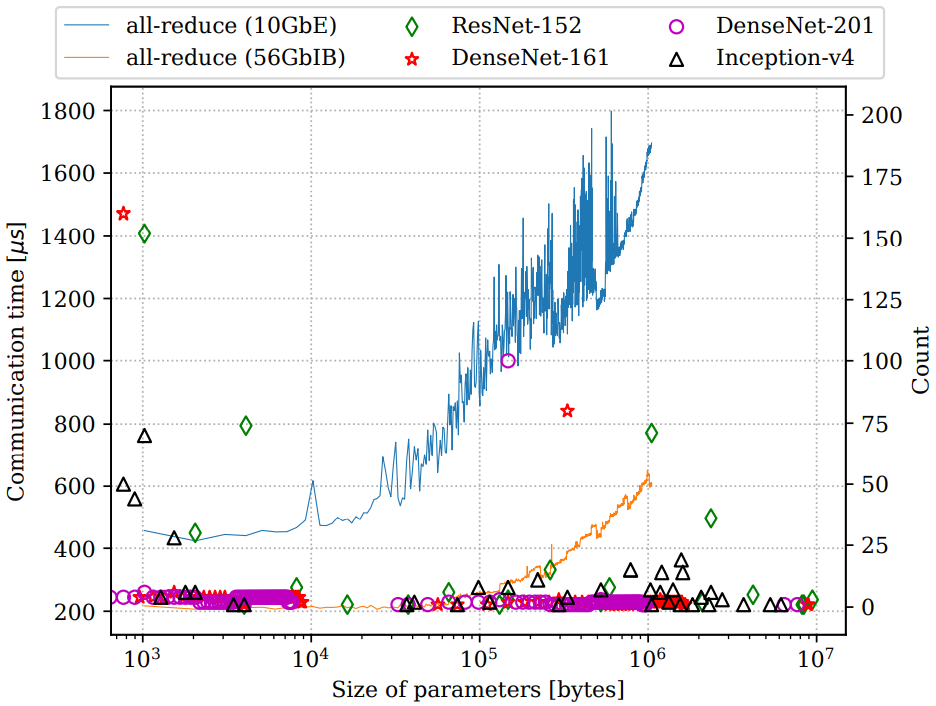 all-reduce (10GbE)
all-reduce (56GbIB)
ResNet-152
DenseNet-161
DenseNet-201
Inception-v4
Communication time [μs]
1800
1600
1400
1200
1000
800
600
400
200
200
175
150
125
100
75
50
25
0
Count
10³
10⁴
10⁵
10⁶
10⁷
Size of parameters [bytes]